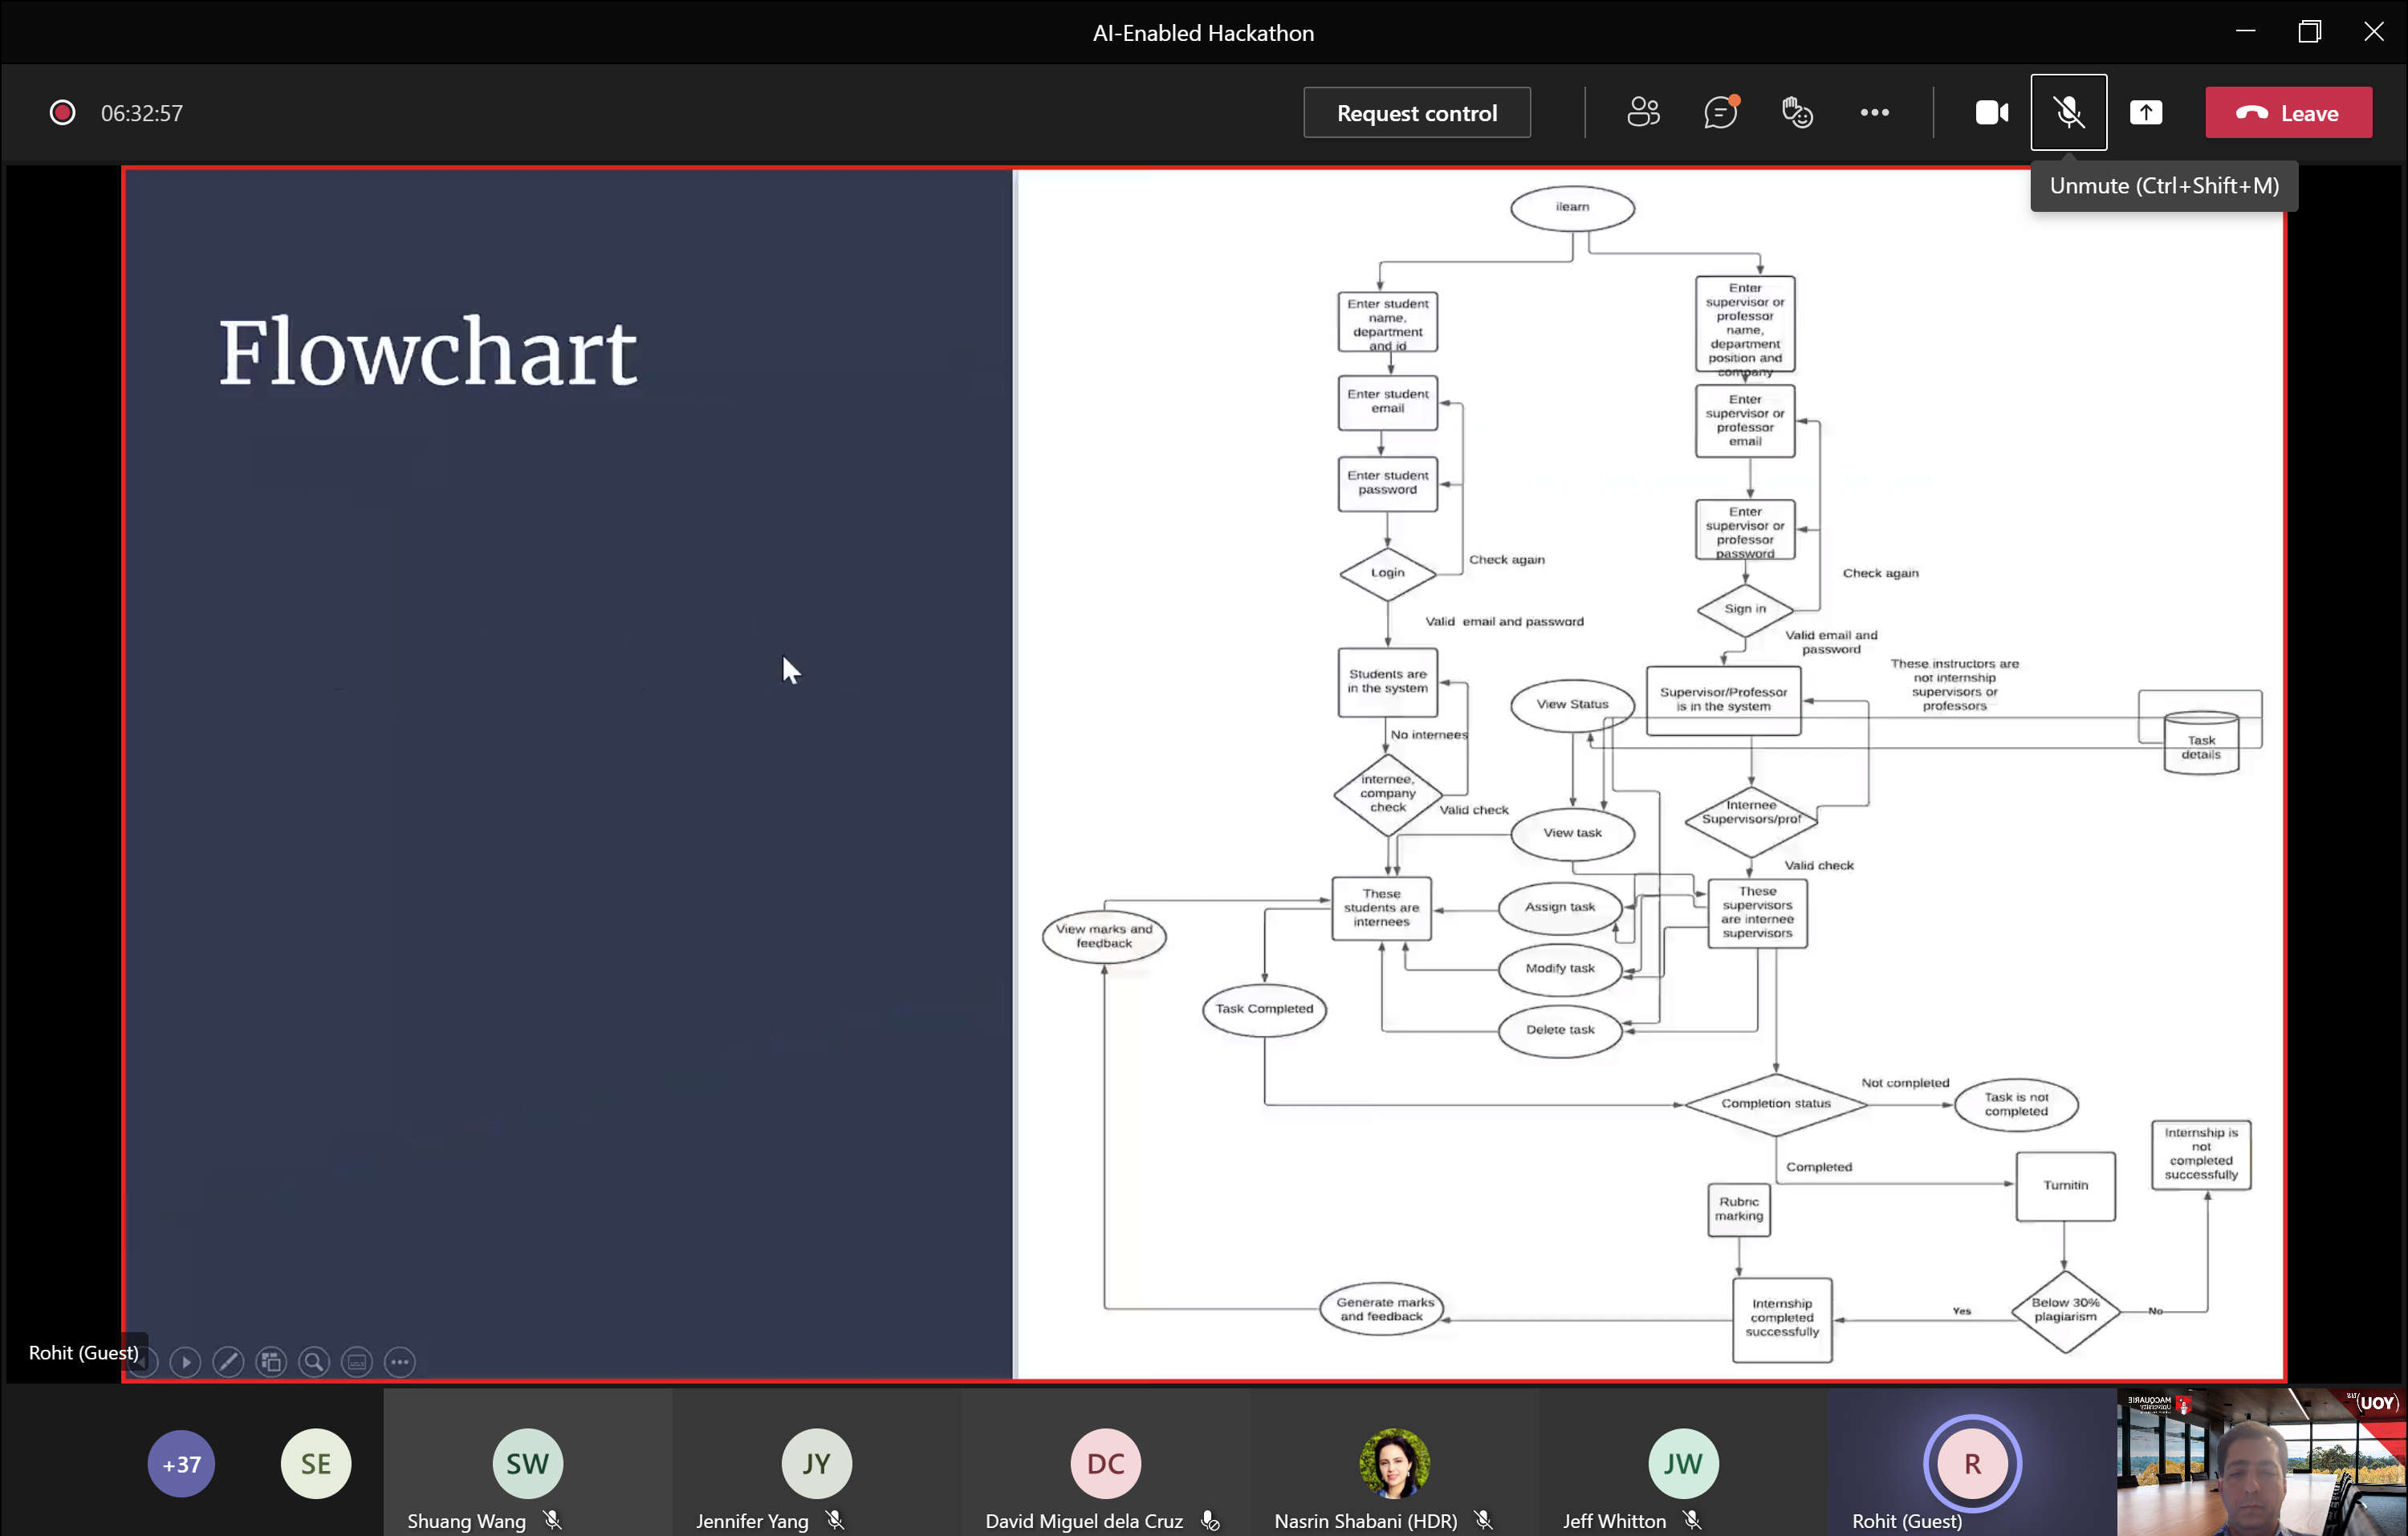 AI-Enabled Hackathon
06:32:57
Request control
Leave
Unmute (Ctrl+Shift+M)
Flowchart
ilearn
Enter student
name,
department
and id
Enter student
email
Enter student
password
Login
Check again
Valid email and password
Students are
in the system
No internees
internee,
company
check
Valid check
Enter
supervisor or
professor
name,
department
position and
company
Enter
supervisor or
professor
email
Enter
supervisor or
professor
password
Check again
Sign in
Valid email and
password
These instructors are
not internship
supervisors or
professors
Supervisor/Professor
is in the system
View Status
Task
details
Internee
Supervisors/prof
View task
Valid check
These
students are
internees
Assign task
These
supervisors
are internee
supervisors
View marks and
feedback
Modify task
Task Completed
Delete task
Completion status
Not completed
Task is not
completed
Completed
Internship is
not
completed
successfully
Turnitin
Rubric
marking
Generate marks
and feedback
Internship
completed
successfully
Yes
Below 30%
plagiarism
No
Rohit (Guest)
+37
SE
SW
Shuang Wang
JY
Jennifer Yang
DC
David Miguel dela Cruz
Nasrin Shabani (HDR)
JW
Jeff Whitton
R
Rohit (Guest)
MACQUARIE
University
YOU)